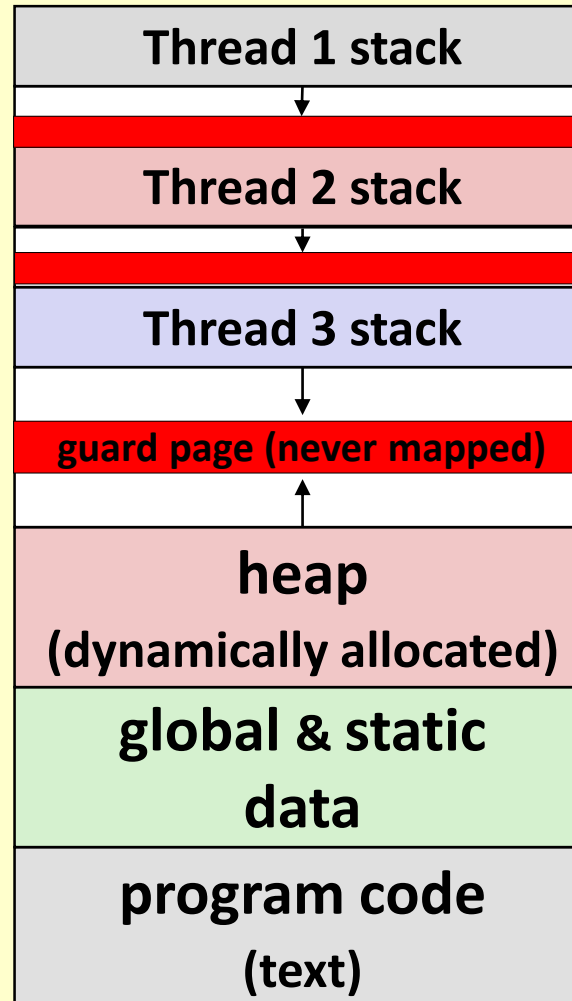 Thread 1 stack
Thread 2 stack
Thread 3 stack
guard page (never mapped)
heap
(dynamically allocated)
global & static
data
program code
(text)